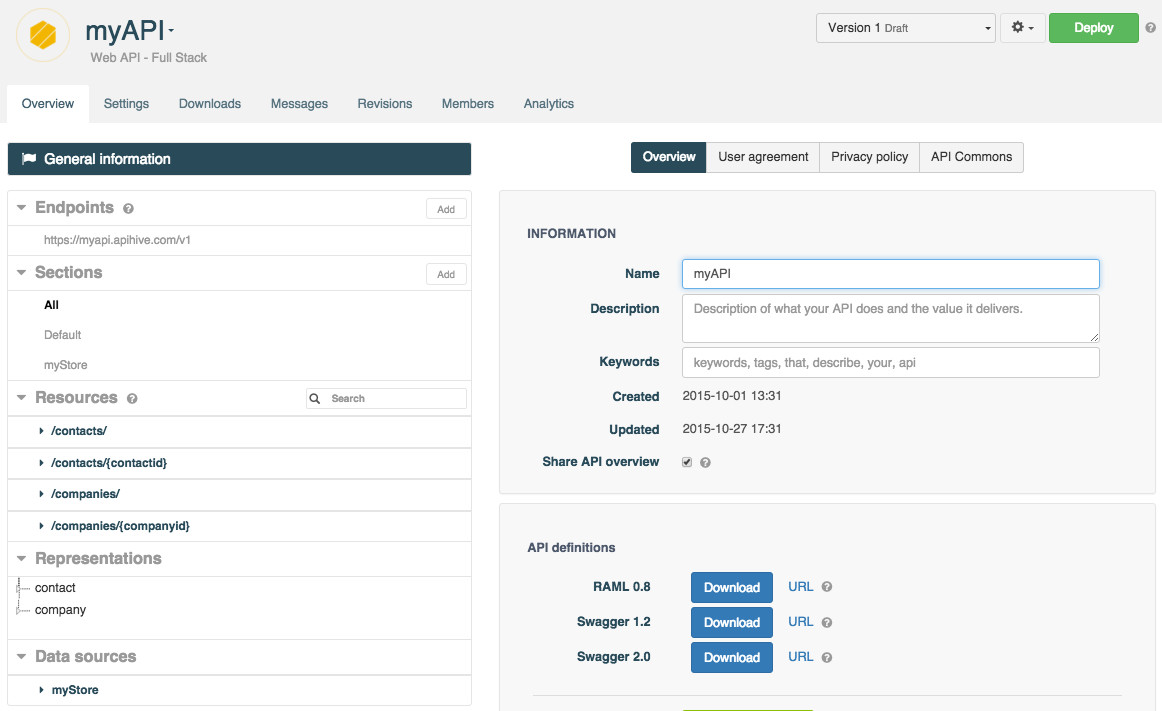 myAPI
Web API - Full Stack
Version 1 Draft
Deploy
Overview Settings Downloads Messages Revisions Members Analytics
General information
Endpoints ? Add
https://myapi.apihive.com/v1
Sections Add
All
Default
myStore
Resources ? Search
/contacts/
/contacts/{contactid}
/companies/
/companies/{companyid}
Representations
contact
company
Data sources
myStore
Overview User agreement Privacy policy API Commons
INFORMATION
Name myAPI
Description Description of what your API does and the value it delivers.
Keywords keywords, tags, that, describe, your, api
Created 2015-10-01 13:31
Updated 2015-10-27 17:31
Share API overview ?
API definitions
RAML 0.8 Download URL ?
Swagger 1.2 Download URL ?
Swagger 2.0 Download URL ?